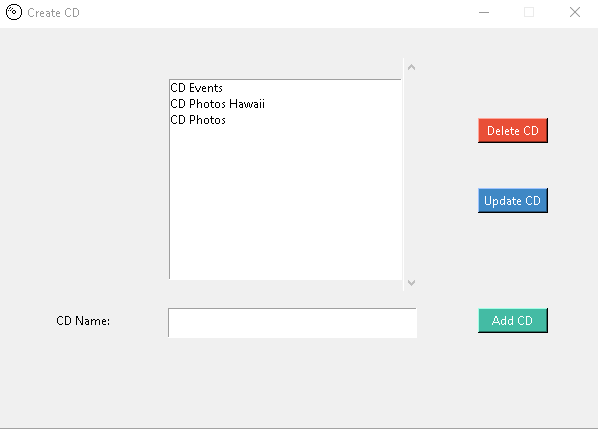 Create CD
CD Events
CD Photos Hawaii
CD Photos
Delete CD
Update CD
CD Name:
Add CD